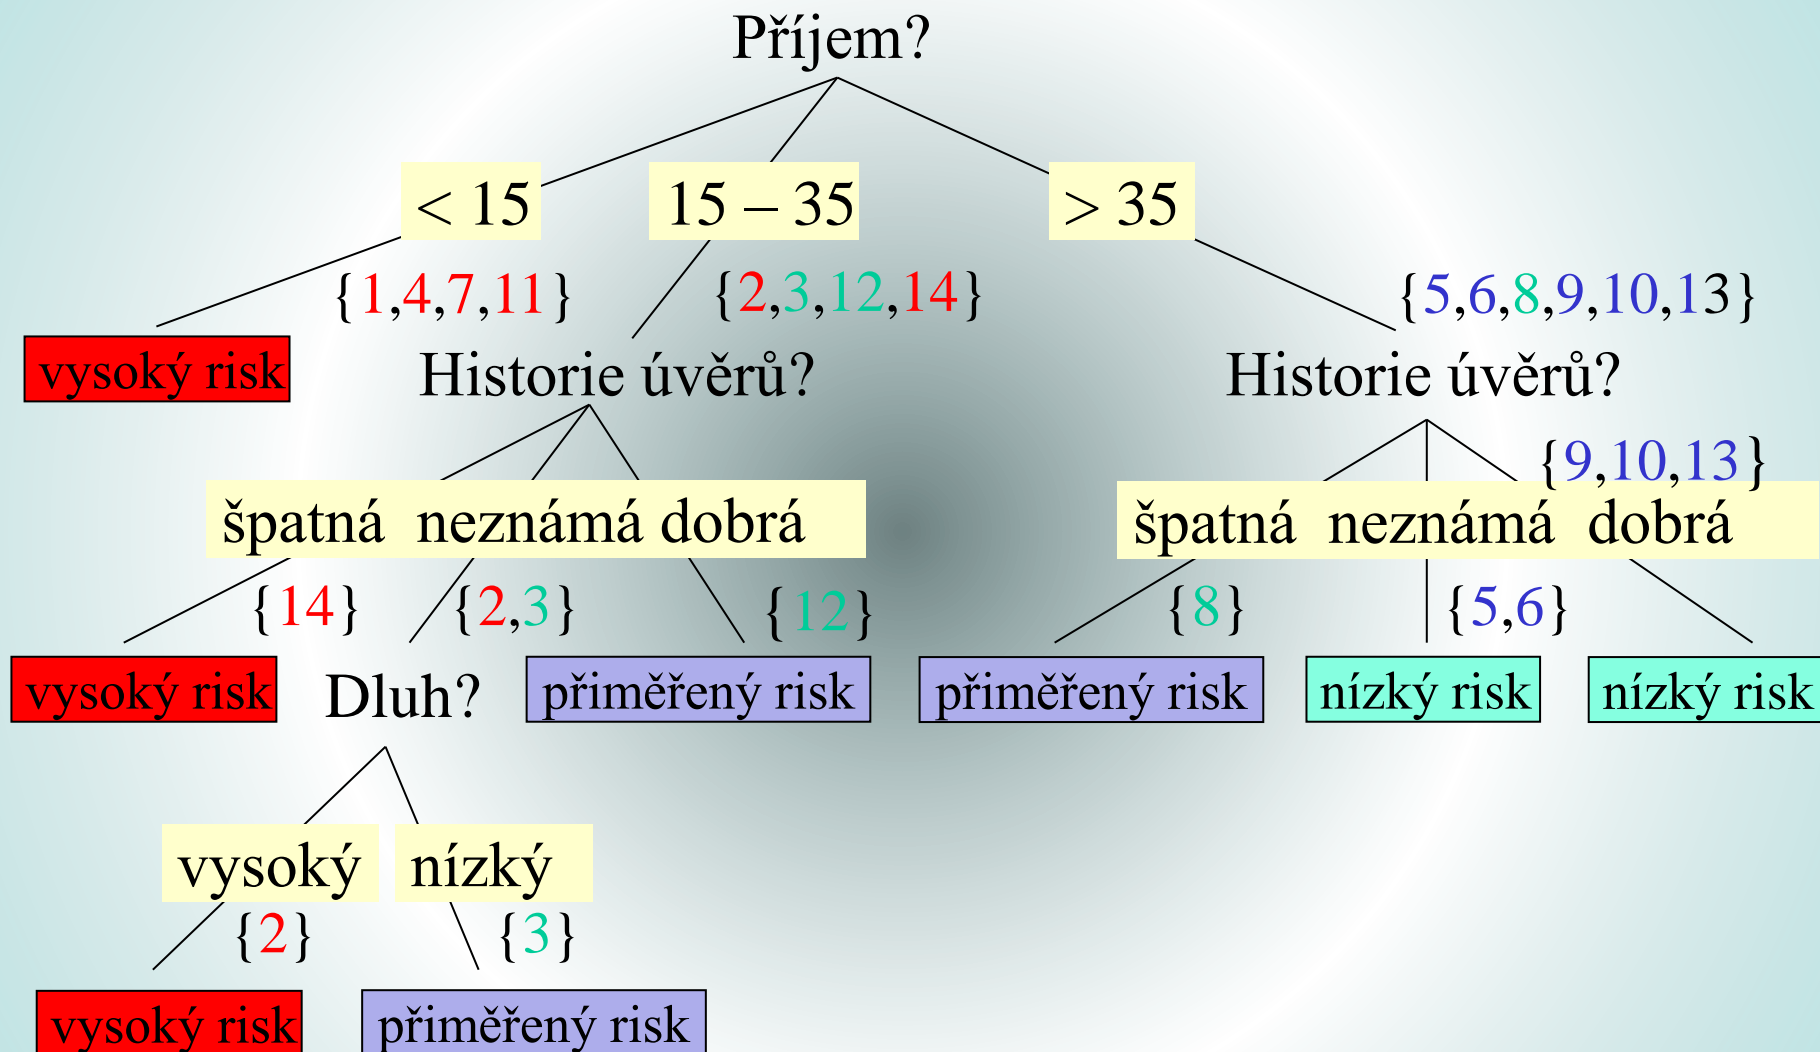 Příjem?
< 15 15 – 35 > 35
{1,4,7,11} {2,3,12,14} {5,6,8,9,10,13}
vysoký risk Historie úvěrů? Historie úvěrů?
{9,10,13}
špatná neznámá dobrá špatná neznámá dobrá
{14} {2,3} {12} {8} {5,6}
vysoký risk Dluh? přiměřený risk přiměřený risk nízký risk nízký risk
vysoký nízký
{2} {3}
vysoký risk přiměřený risk